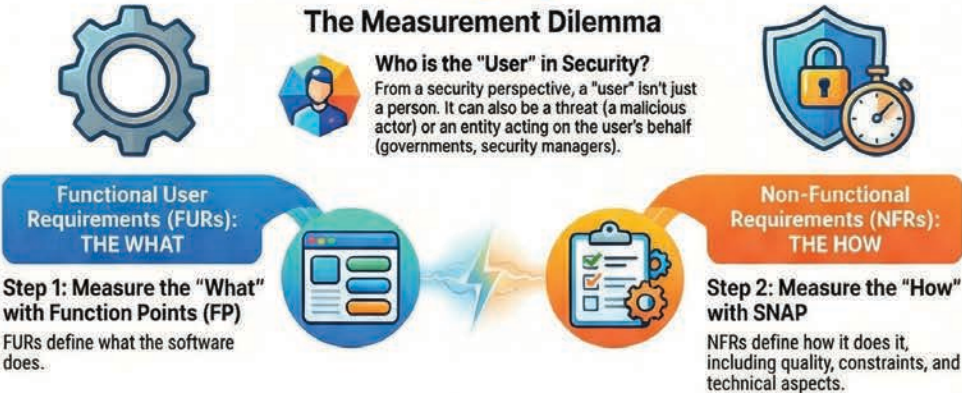 The Measurement Dilemma
Who is the "User" in Security?
From a security perspective, a "user" isn't just
a person. It can also be a threat (a malicious
actor) or an entity acting on the user's behalf
(governments, security managers).
Functional User
Requirements (FURs):
THE WHAT
Step 1: Measure the "What"
with Function Points (FP)
FURs define what the software
does.
Non-Functional
Requirements (NFRs):
THE HOW
Step 2: Measure the "How"
with SNAP
NFRs define how it does it,
including quality, constraints, and
technical aspects.